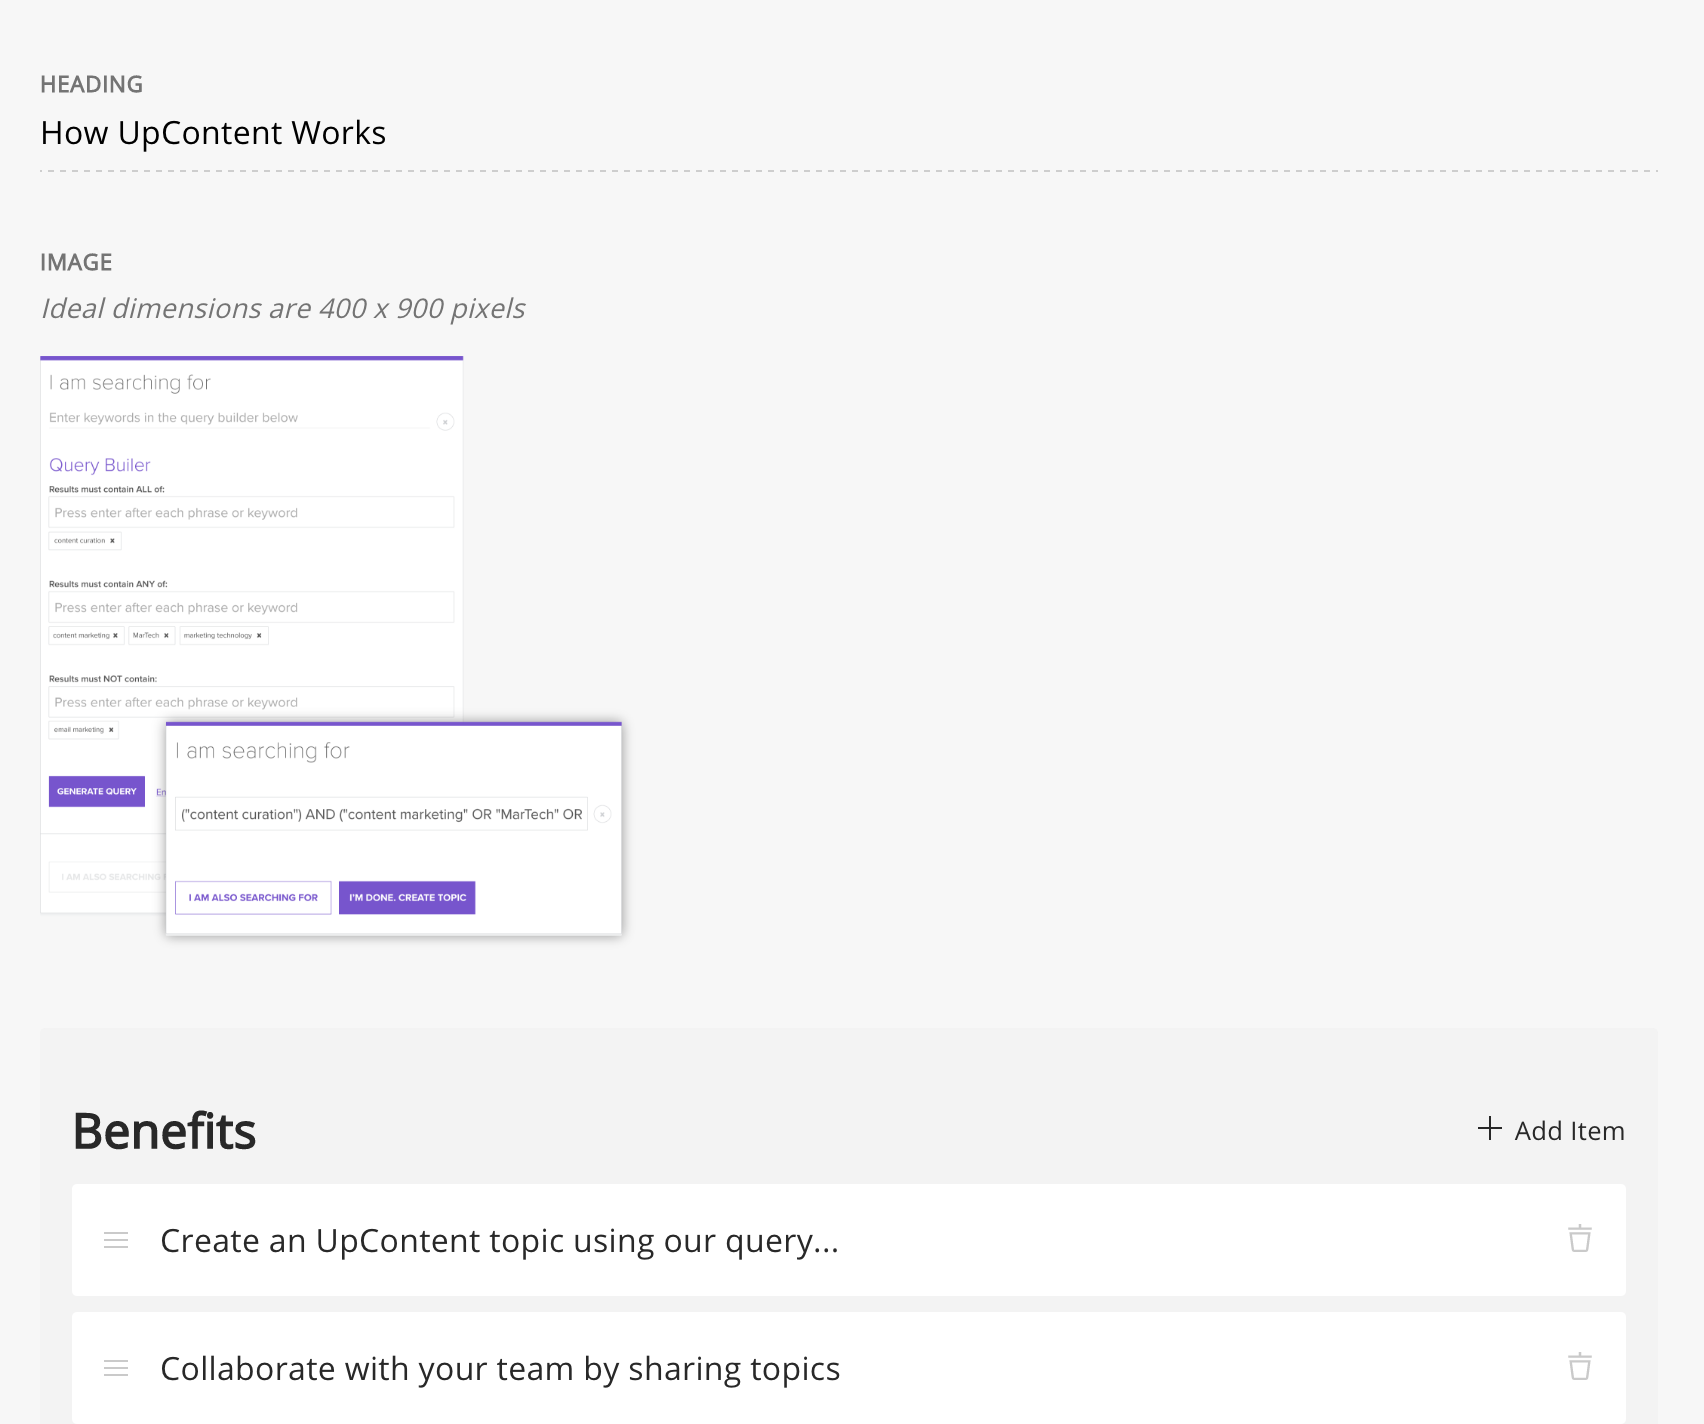 HEADING
How UpContent Works
IMAGE
Ideal dimensions are 400 x 900 pixels
I am searching for
Enter keywords in the query builder below
x
Query Builer
Results must contain ALL of:
Press enter after each phrase or keyword
content curation x
Results must contain ANY of:
Press enter after each phrase or keyword
content marketing x MarTech x marketing technology x
Results must NOT contain:
Press enter after each phrase or keyword
email marketing x
GENERATE QUERY En
I AM ALSO SEARCHING
I am searching for
("content curation") AND ("content marketing" OR "MarTech" OR
x
I AM ALSO SEARCHING FOR I'M DONE. CREATE TOPIC
Benefits
+ Add Item
Create an UpContent topic using our query...
Collaborate with your team by sharing topics